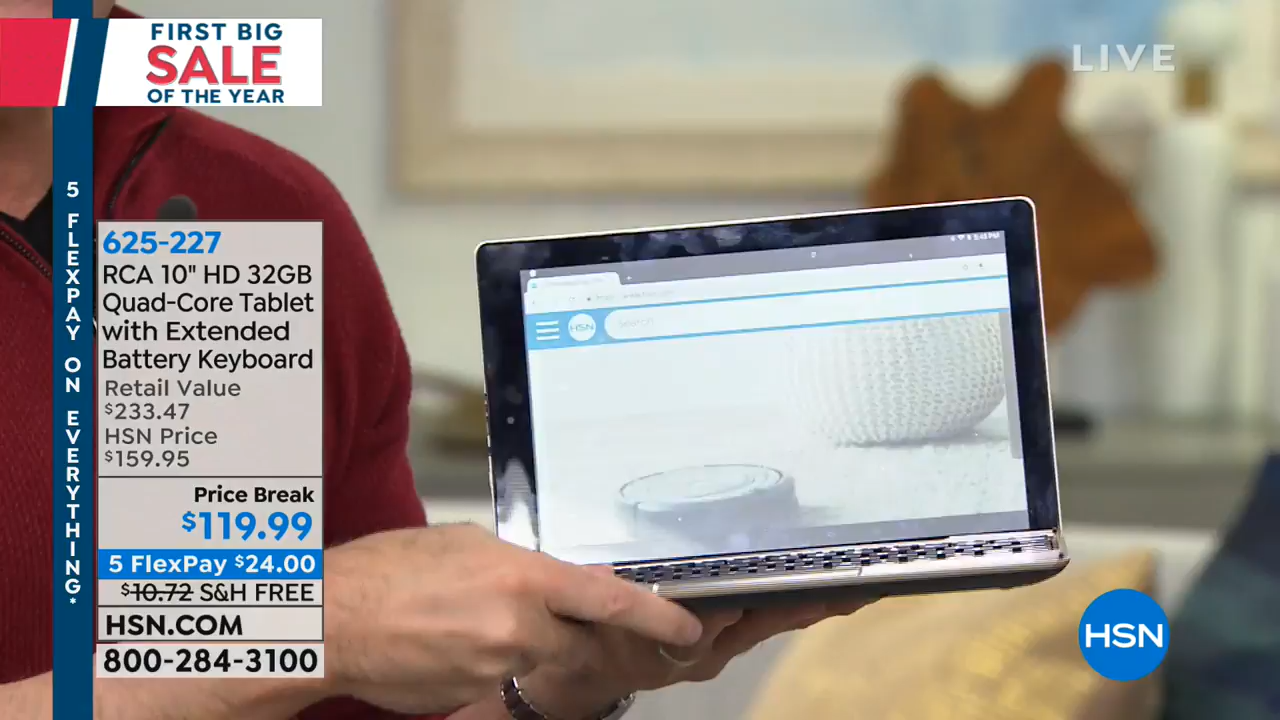 FIRST BIG
SALE
OF THE YEAR
LIVE
5 FLEXPAY ON EVERYTHING*
625-227
RCA 10" HD 32GB
Quad-Core Tablet
with Extended
Battery Keyboard
Retail Value
$233.47
HSN Price
$159.95
Price Break
$119.99
5 FlexPay $24.00
$10.72 S&H FREE
HSN.COM
800-284-3100
HSN
Search
HSN